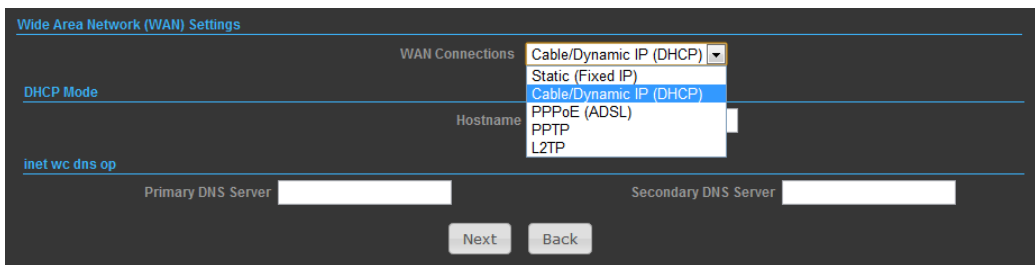 Wide Area Network (WAN) Settings
WAN Connections Cable/Dynamic IP (DHCP)
Static (Fixed IP)
Cable/Dynamic IP (DHCP)
PPPoE (ADSL)
PPTP
L2TP
DHCP Mode
Hostname
inet wc dns op
Primary DNS Server Secondary DNS Server
Next Back